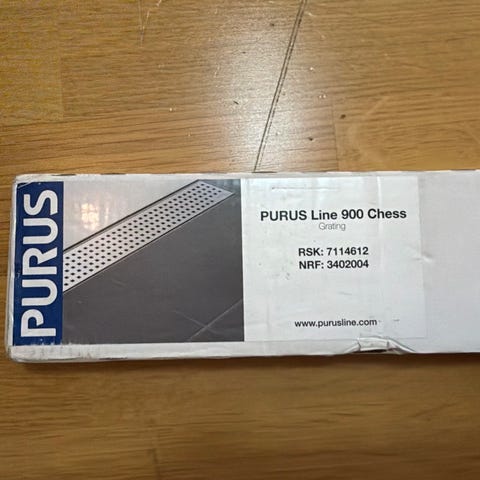 PURUS
PURUS Line 900 Chess
Grating
RSK: 7114612
NRF: 3402004
www.purusline.com